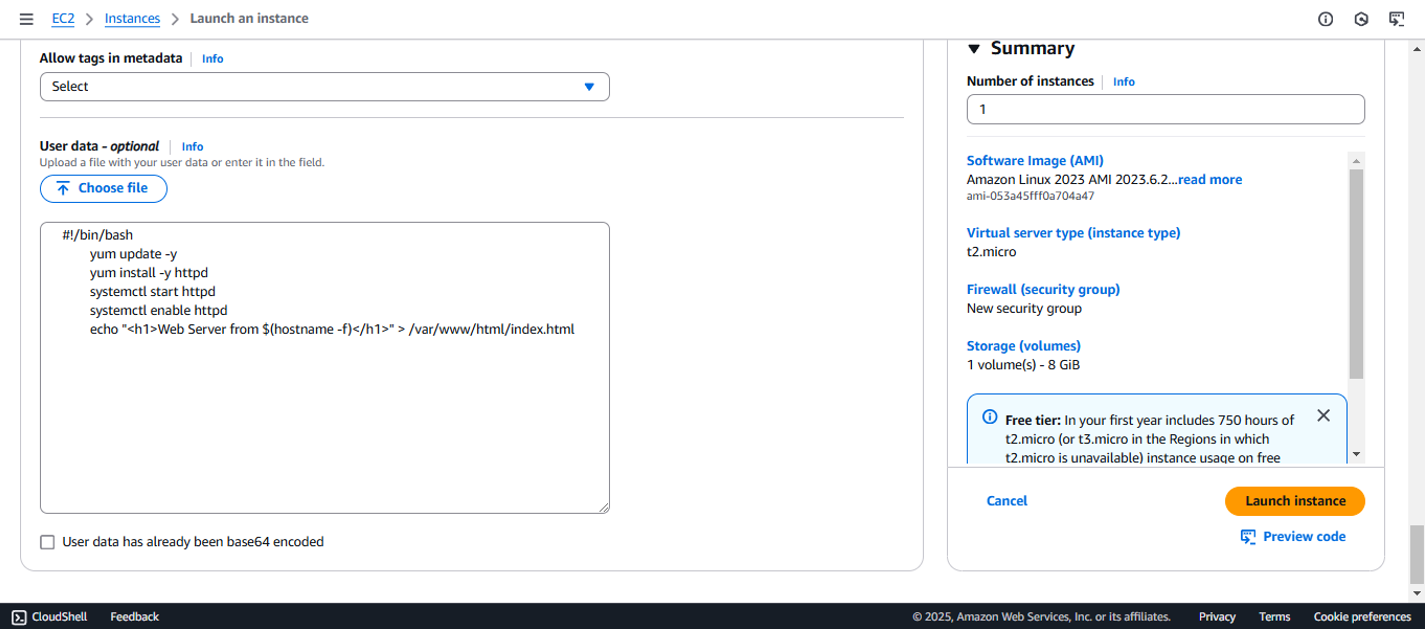 EC2 > Instances > Launch an instance
Allow tags in metadata | Info
Select
User data - optional | Info
Upload a file with your user data or enter it in the field.
Choose file
#!/bin/bash
yum update -y
yum install -y httpd
systemctl start httpd
systemctl enable httpd
echo "<h1>Web Server from $(hostname -f)</h1>" > /var/www/html/index.html
User data has already been base64 encoded
Summary
Number of instances | Info
1
Software Image (AMI)
Amazon Linux 2023 AMI 2023.6.2...read more
ami-053a45fff0a704a47
Virtual server type (instance type)
t2.micro
Firewall (security group)
New security group
Storage (volumes)
1 volume(s) - 8 GiB
Free tier: In your first year includes 750 hours of
t2.micro (or t3.micro in the Regions in which
t2.micro is unavailable) instance usage on free
Cancel
Launch instance
Preview code
CloudShell Feedback © 2025, Amazon Web Services, Inc. or its affiliates. Privacy Terms Cookie preferences